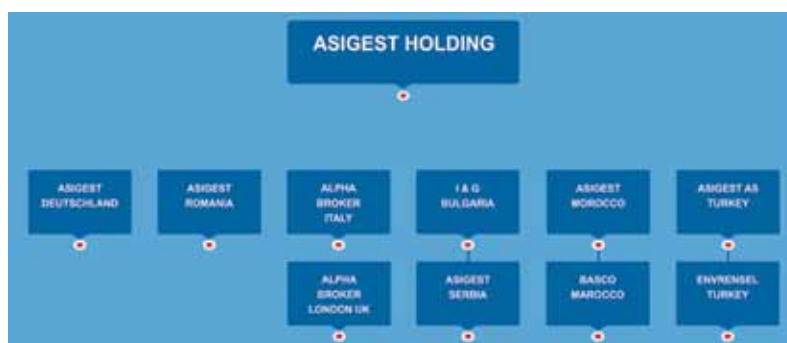 ASIGEST HOLDING
ASIGEST
DEUTSCHLAND
ASIGEST
ROMANIA
ALPHA
BROKER
ITALY
I & G
BULGARIA
ASIGEST
MOROCCO
ASIGEST AS
TURKEY
ALPHA
BROKER
LONDON UK
ASIGEST
SERBIA
BASCO
MAROCCO
ENVRENSEL
TURKEY